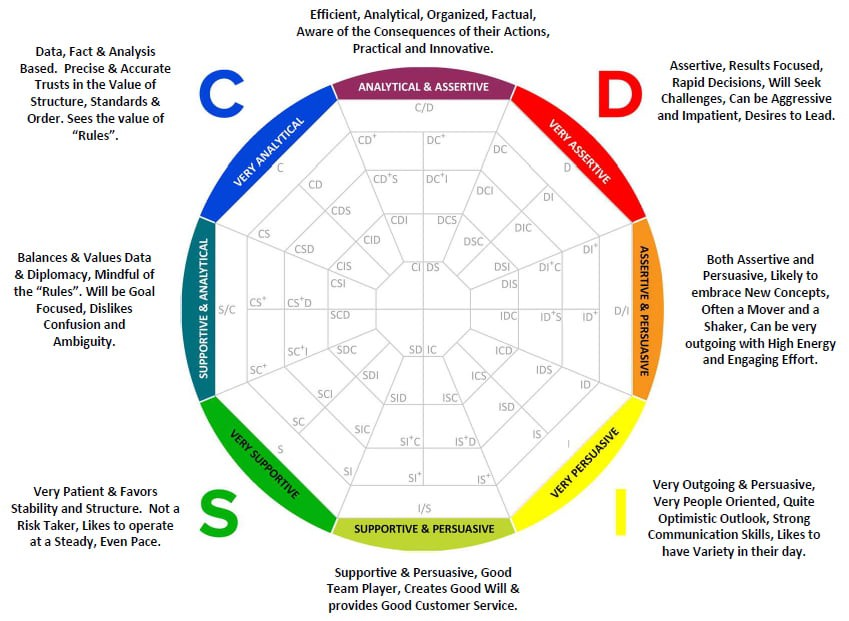 Efficient, Analytical, Organized, Factual,
Aware of the Consequences of their Actions,
Practical and Innovative.
Data, Fact & Analysis
Based. Precise & Accurate
Trusts in the Value of
Structure, Standards &
Order. Sees the value of
“Rules”.
C
D
Assertive, Results Focused,
Rapid Decisions, Will Seek
Challenges, Can be Aggressive
and Impatient, Desires to Lead.
ANALYTICAL & ASSERTIVE
VERY ANALYTICAL
VERY ASSERTIVE
C/D
CD+
DC+
C
DC
D
CD
CD+S
DC+I
DCI
DI
CDS
CDI
DCS
DIC
CS
CID
DSC
DI+
CSD
CIS
CI
DS
DSI
DI+C
CSI
DIS
Balances & Values Data
& Diplomacy, Mindful of
the “Rules”. Will be Goal
Focused, Dislikes
Confusion and
Ambiguity.
SUPPORTIVE & ANALYTICAL
S/C
CS+
CS+D
SCD
IDC
ID+S
ID+
D/I
ASSERTIVE & PERSUASIVE
Both Assertive and
Persuasive, Likely to
embrace New Concepts,
Often a Mover and a
Shaker, Can be very
outgoing with High Energy
and Engaging Effort.
SC+
SC+I
SDC
SD
IC
ICD
IDS
ID
SDI
ICS
SCI
SID
ISC
ISD
SC
SIC
IS
S
SI+C
IS+D
I
SI
SI+
IS+
I/S
VERY SUPPORTIVE
VERY PERSUASIVE
SUPPORTIVE & PERSUASIVE
Very Patient & Favors
Stability and Structure. Not a
Risk Taker, Likes to operate
at a Steady, Even Pace.
S
I
Very Outgoing & Persuasive,
Very People Oriented, Quite
Optimistic Outlook, Strong
Communication Skills, Likes to
have Variety in their day.
Supportive & Persuasive, Good
Team Player, Creates Good Will &
provides Good Customer Service.